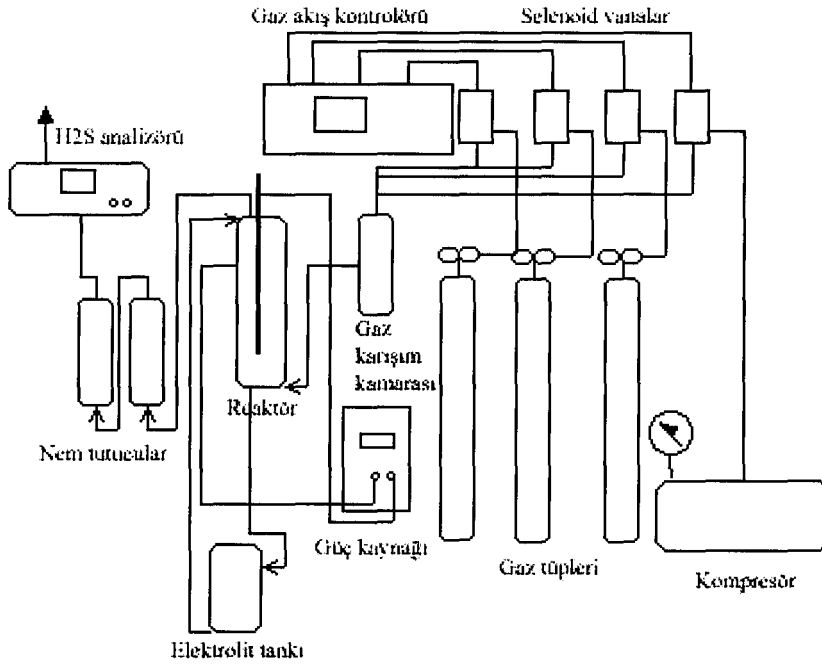 Gaz akış kontrolörü
Selenoid vanalar
H2S analizörü
Gaz
karışım
kamarası
Reaktör
Nem tutucular
Güç kaynağı
Gaz tüpleri
Kompresör
Elektrolit tankı